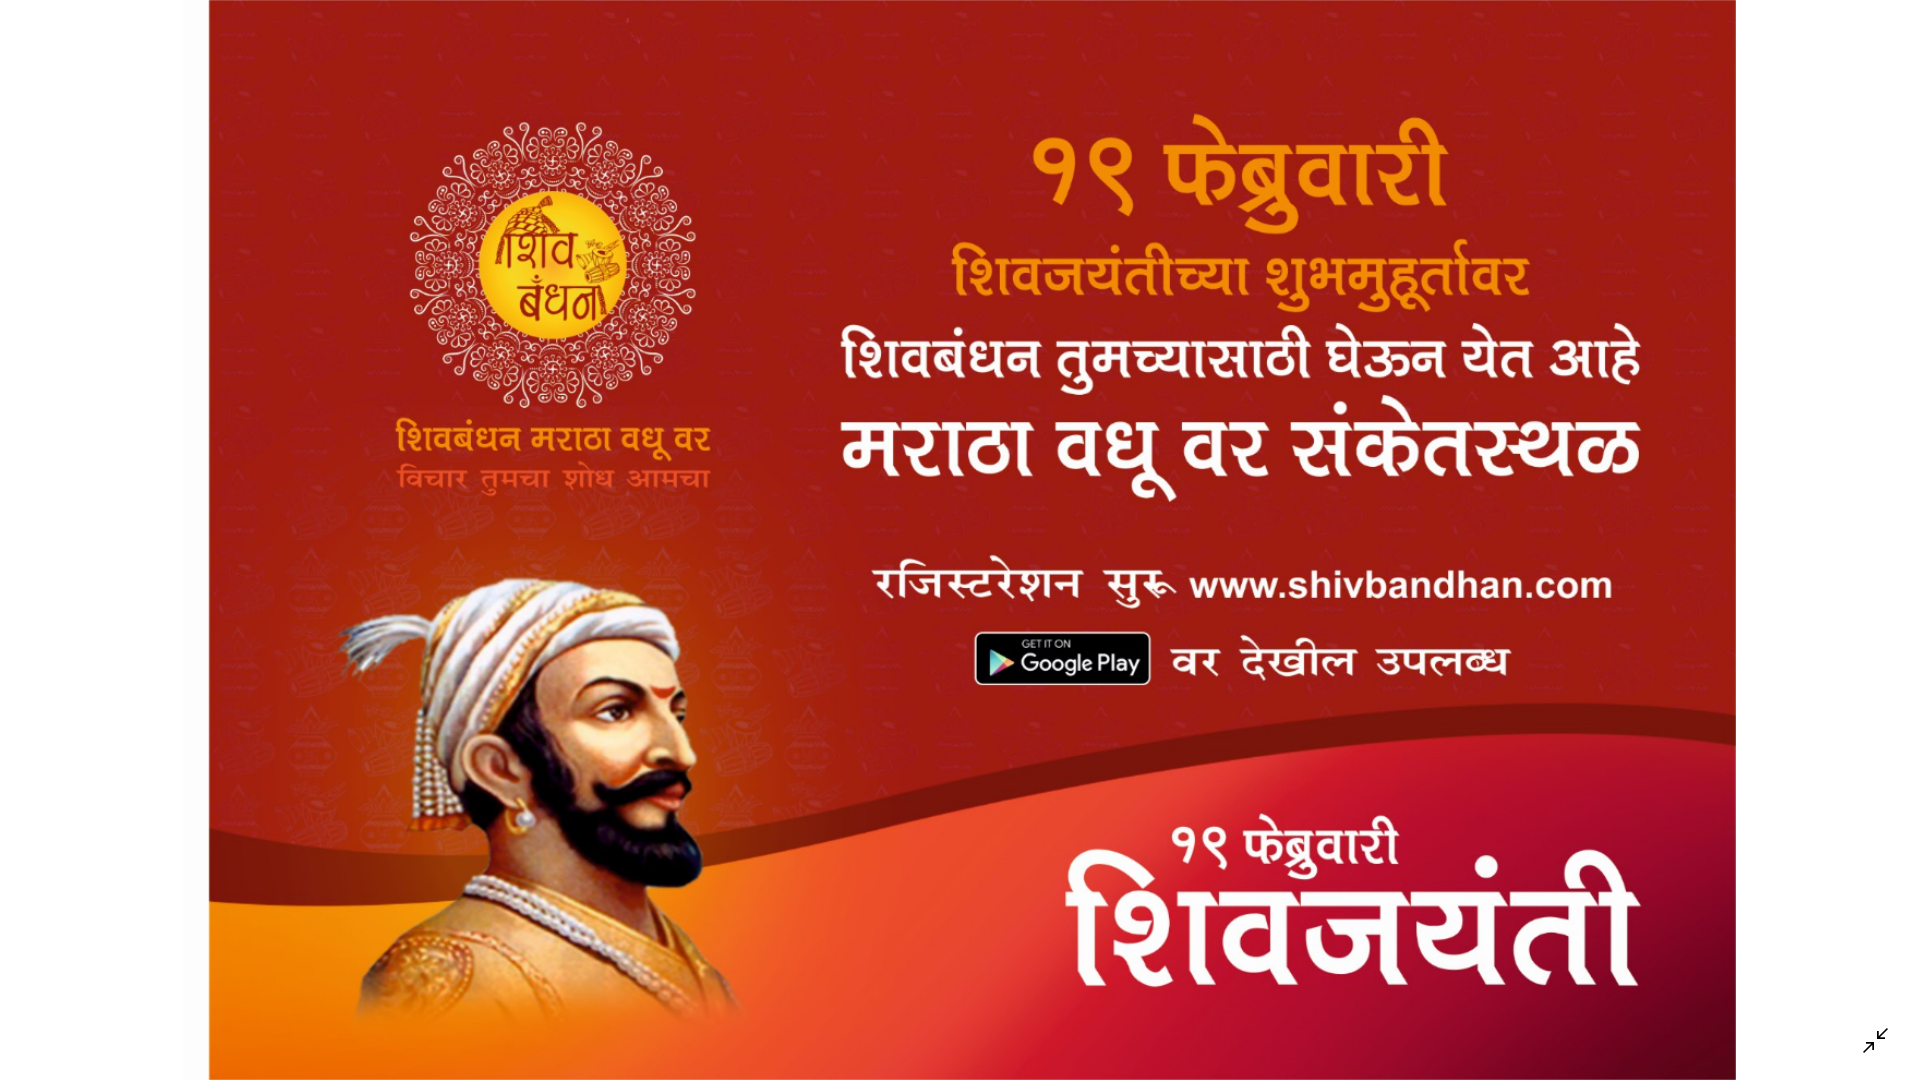 शिव
बंधन
शिवबंधन मराठा वधू वर
विचार तुमचा शोध आमचा
१९ फेब्रुवारी
शिवजयंतीच्या शुभमुहूर्तावर
शिवबंधन तुमच्यासाठी घेऊन येत आहे
मराठा वधू वर संकेतस्थळ
रजिस्टरेशन सुरू www.shivbandhan.com
GET IT ON
Google Play वर देखील उपलब्ध
१९ फेब्रुवारी
शिवजयंती